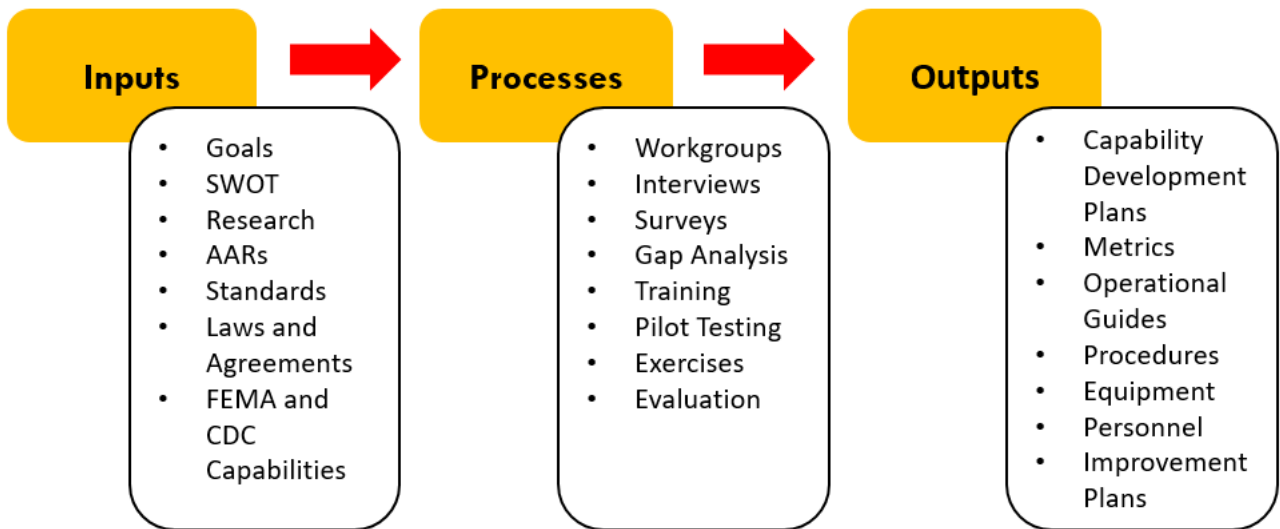 Inputs
• Goals
• SWOT
• Research
• AARs
• Standards
• Laws and
Agreements
• FEMA and
CDC
Capabilities
Processes
• Workgroups
• Interviews
• Surveys
• Gap Analysis
• Training
• Pilot Testing
• Exercises
• Evaluation
Outputs
• Capability
Development
Plans
• Metrics
• Operational
Guides
• Procedures
• Equipment
• Personnel
• Improvement
Plans